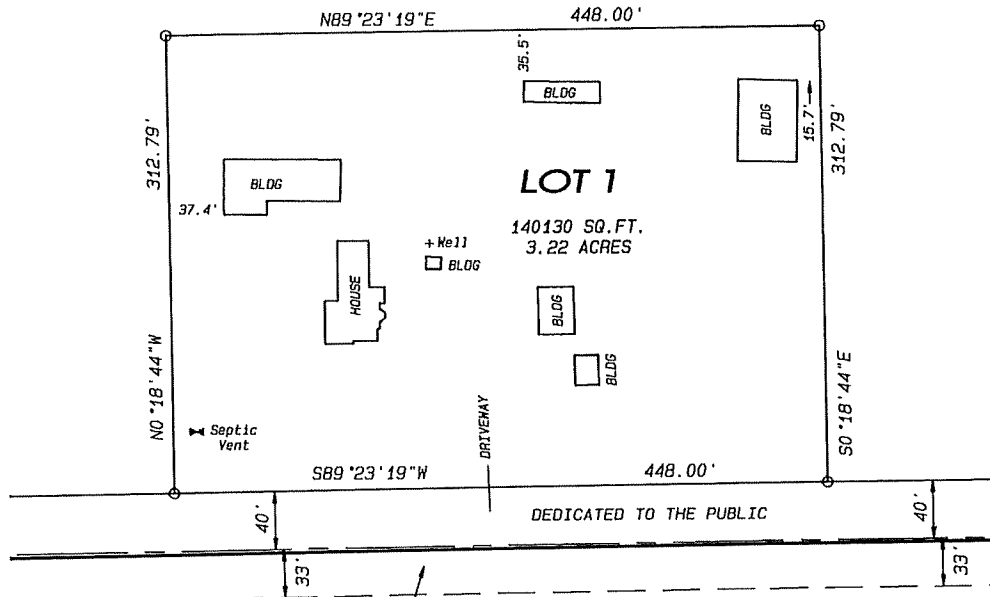 N89°23'19"E
448.00'
35.5'
BLDG
BLDG
15.7'
312.79'
312.79'
BLDG
LOT 1
37.4'
140130 SQ.FT.
3.22 ACRES
+ Well
BLDG
HOUSE
BLDG
BLDG
N0°18'44"W
S0°18'44"E
Septic
Vent
DRIVEWAY
S89°23'19"W
448.00'
40'
DEDICATED TO THE PUBLIC
40'
33'
33'